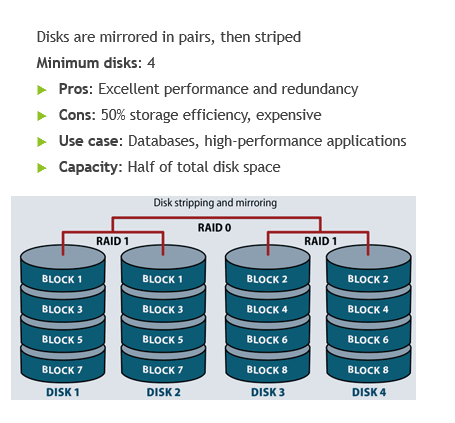 Disks are mirrored in pairs, then striped
Minimum disks: 4
Pros: Excellent performance and redundancy
Cons: 50% storage efficiency, expensive
Use case: Databases, high-performance applications
Capacity: Half of total disk space
Disk stripping and mirroring
RAID 0
RAID 1 RAID 1
BLOCK 1 BLOCK 1 BLOCK 2 BLOCK 2
BLOCK 3 BLOCK 3 BLOCK 4 BLOCK 4
BLOCK 5 BLOCK 5 BLOCK 6 BLOCK 6
BLOCK 7 BLOCK 7 BLOCK 8 BLOCK 8
DISK 1 DISK 2 DISK 3 DISK 4